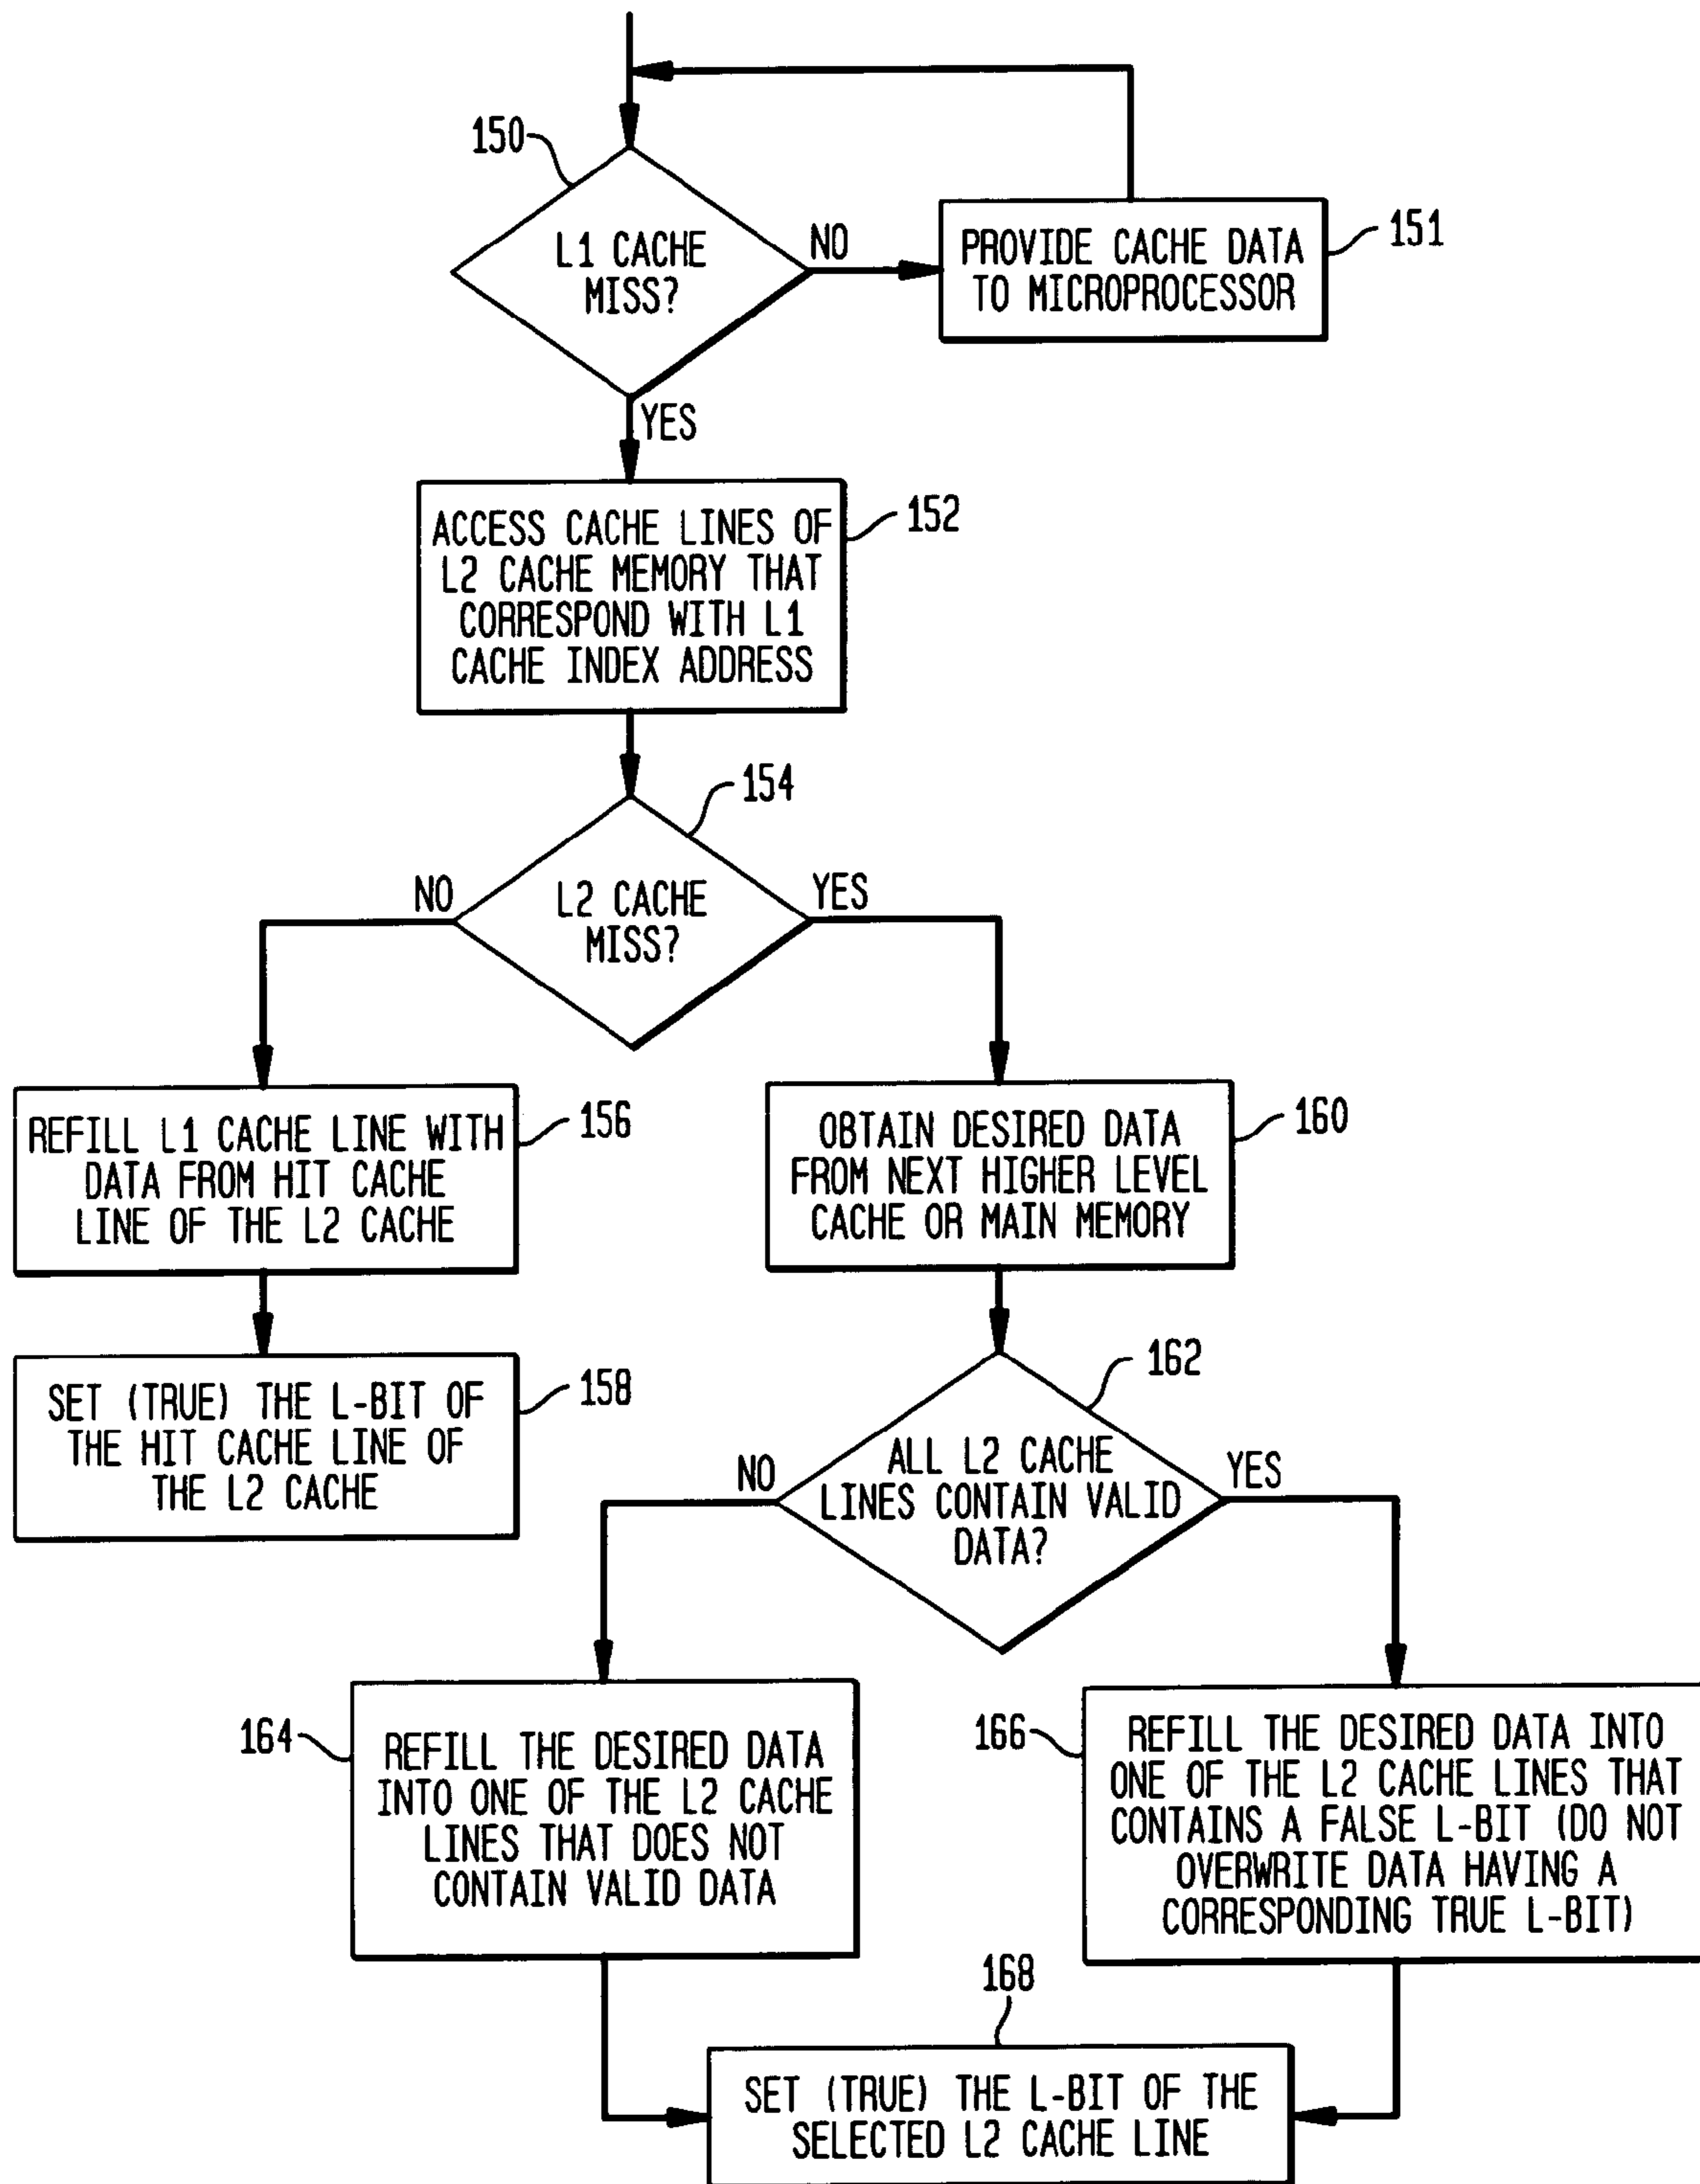 150
L1 CACHE
MISS?
NO
PROVIDE CACHE DATA
TO MICROPROCESSOR
151
YES
ACCESS CACHE LINES OF
L2 CACHE MEMORY THAT
CORRESPOND WITH L1
CACHE INDEX ADDRESS
152
154
NO
L2 CACHE
MISS?
YES
REFILL L1 CACHE LINE WITH
DATA FROM HIT CACHE
LINE OF THE L2 CACHE
156
OBTAIN DESIRED DATA
FROM NEXT HIGHER LEVEL
CACHE OR MAIN MEMORY
160
SET (TRUE) THE L-BIT OF
THE HIT CACHE LINE OF
THE L2 CACHE
158
162
NO
ALL L2 CACHE
LINES CONTAIN VALID
DATA?
YES
164
REFILL THE DESIRED DATA
INTO ONE OF THE L2 CACHE
LINES THAT DOES NOT
CONTAIN VALID DATA
166
REFILL THE DESIRED DATA INTO
ONE OF THE L2 CACHE LINES THAT
CONTAINS A FALSE L-BIT (DO NOT
OVERWRITE DATA HAVING A
CORRESPONDING TRUE L-BIT)
168
SET (TRUE) THE L-BIT OF THE
SELECTED L2 CACHE LINE